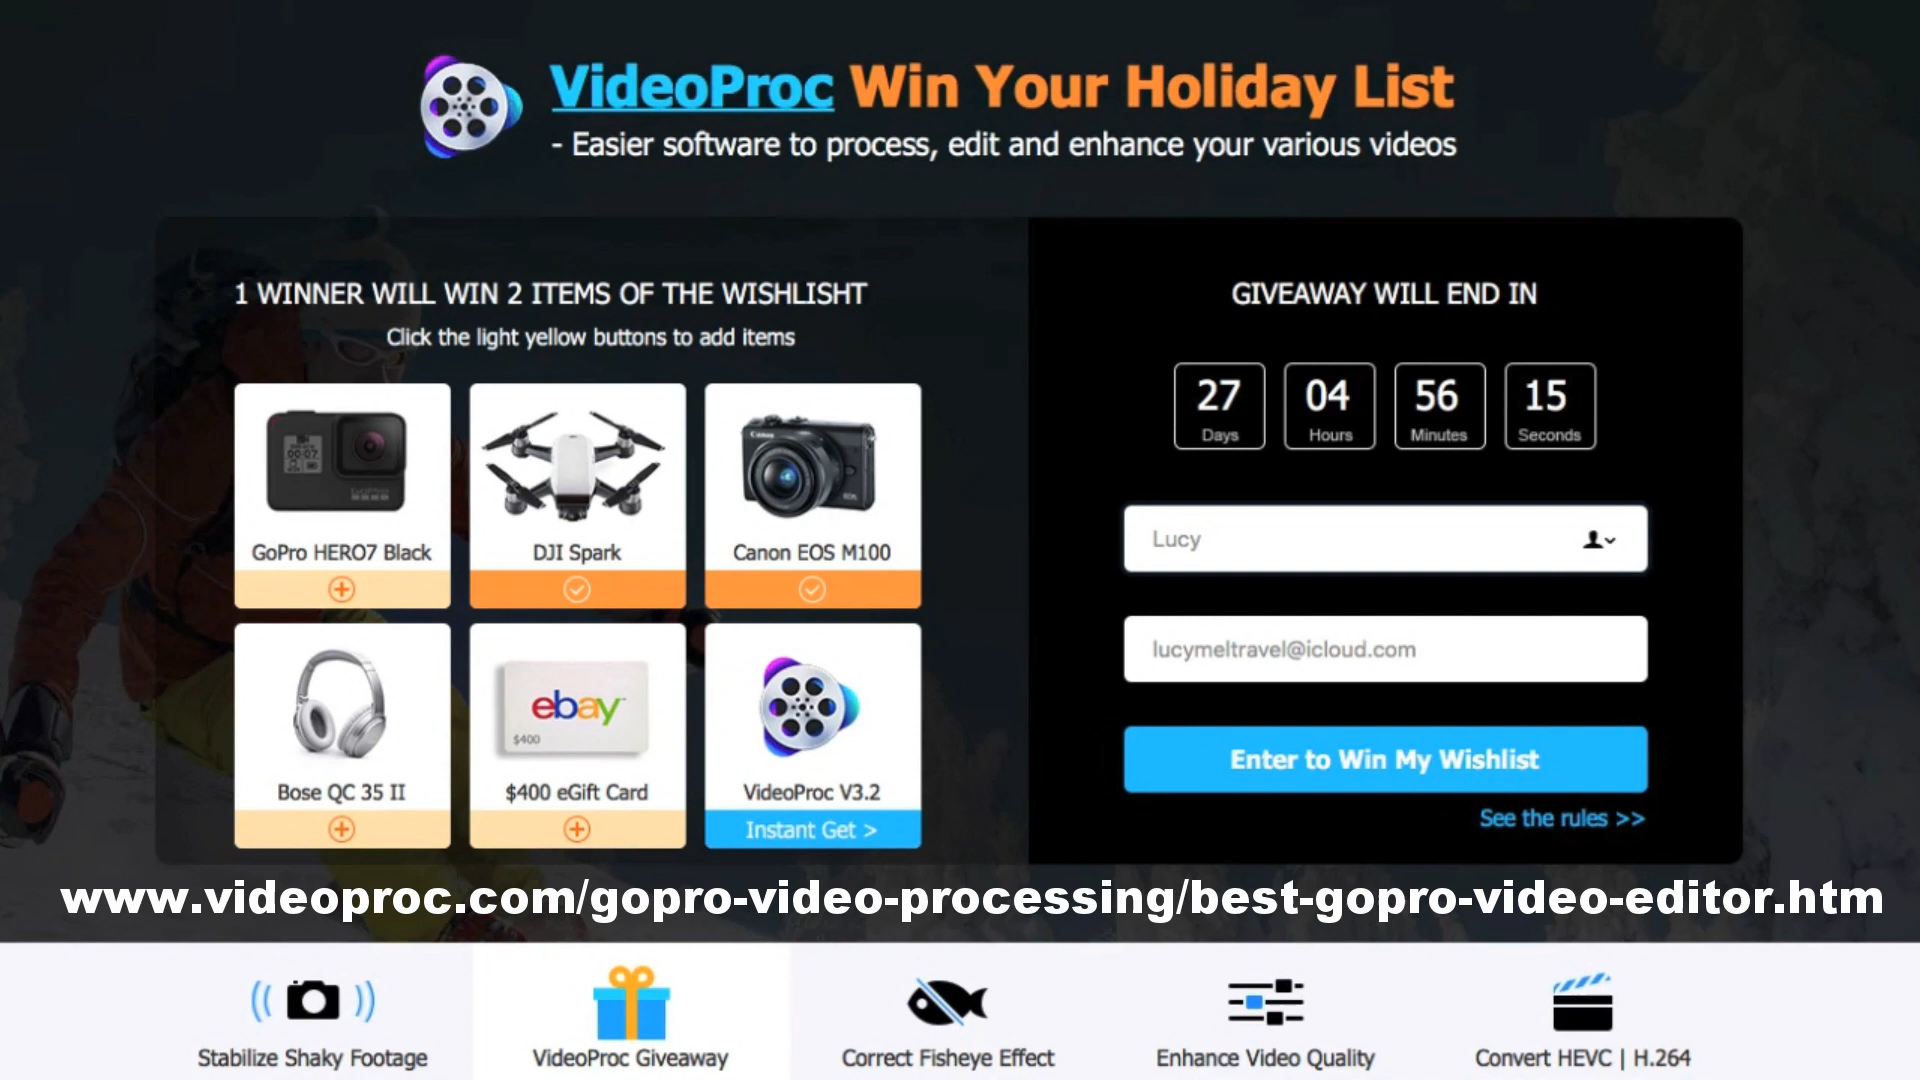 VideoProc Win Your Holiday List
- Easier software to process, edit and enhance your various videos
1 WINNER WILL WIN 2 ITEMS OF THE WISHLISHT
Click the light yellow buttons to add items
GoPro HERO7 Black
DJI Spark
Canon
EOS
Canon EOS M100
Bose QC 35 II
ebay
$400
$400 eGift Card
VideoProc V3.2
Instant Get >
GIVEAWAY WILL END IN
27 04 56 15
Days Hours Minutes Seconds
Lucy
lucymeltravel@icloud.com
Enter to Win My Wishlist
See the rules >>
www.videoproc.com/gopro-video-processing/best-gopro-video-editor.htm
Stabilize Shaky Footage
VideoProc Giveaway
Correct Fisheye Effect
Enhance Video Quality
Convert HEVC | H.264